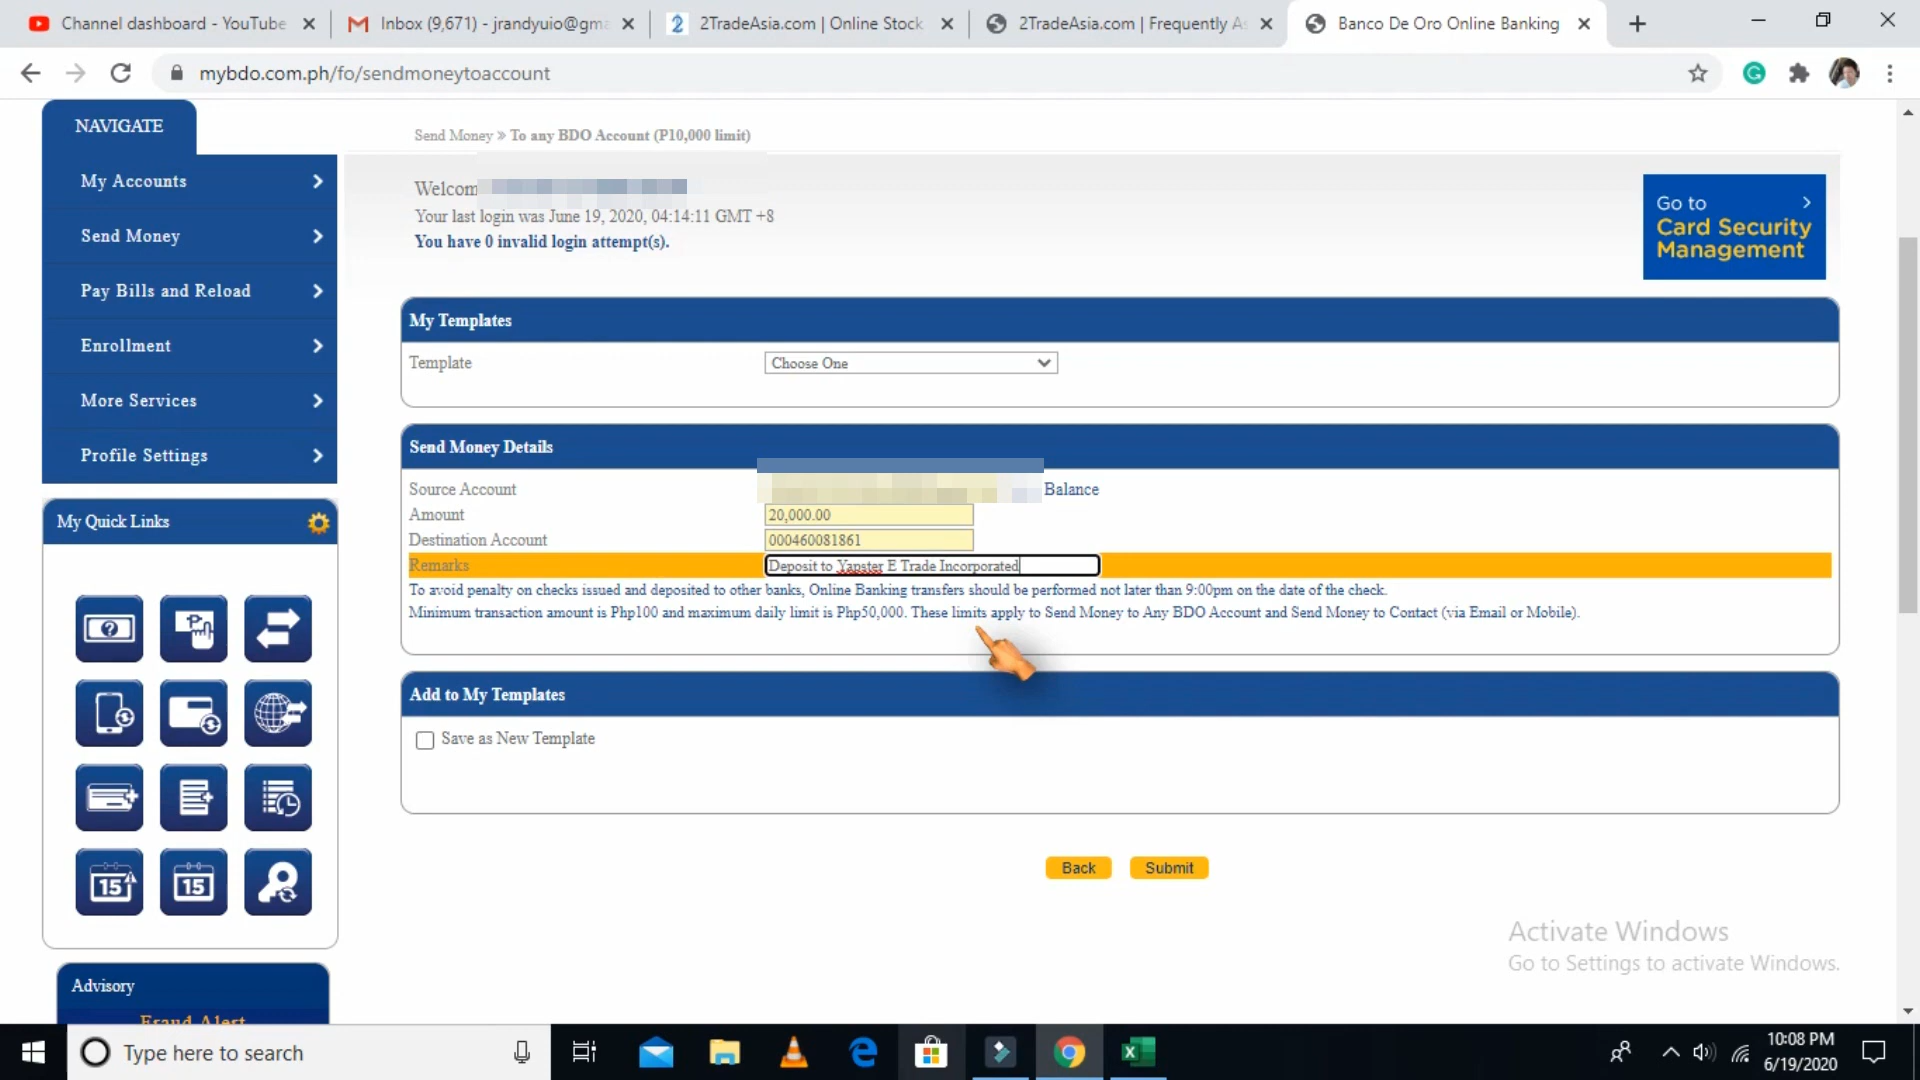 Channel dashboard - YouTube
Inbox (9,671) - jrandyuio@gma
2TradeAsia.com | Online Stock
2TradeAsia.com | Frequently As
Banco De Oro Online Banking
mybdo.com.ph/fo/sendmoneytoaccount
NAVIGATE
My Accounts
Send Money
Pay Bills and Reload
Enrollment
More Services
Profile Settings
My Quick Links
Advisory
Fraud Alert
Send Money » To any BDO Account (P10,000 limit)
Welcom
Your last login was June 19, 2020, 04:14:11 GMT +8
You have 0 invalid login attempt(s).
Go to
Card Security
Management
My Templates
Template Choose One
Send Money Details
Source Account Balance
Amount 20,000.00
Destination Account 000460081861
Remarks Deposit to Yapster E Trade Incorporated
To avoid penalty on checks issued and deposited to other banks, Online Banking transfers should be performed not later than 9:00pm on the date of the check.
Minimum transaction amount is Php100 and maximum daily limit is Php50,000. These limits apply to Send Money to Any BDO Account and Send Money to Contact (via Email or Mobile).
Add to My Templates
Save as New Template
Back Submit
Activate Windows
Go to Settings to activate Windows.
Type here to search
10:08 PM
6/19/2020